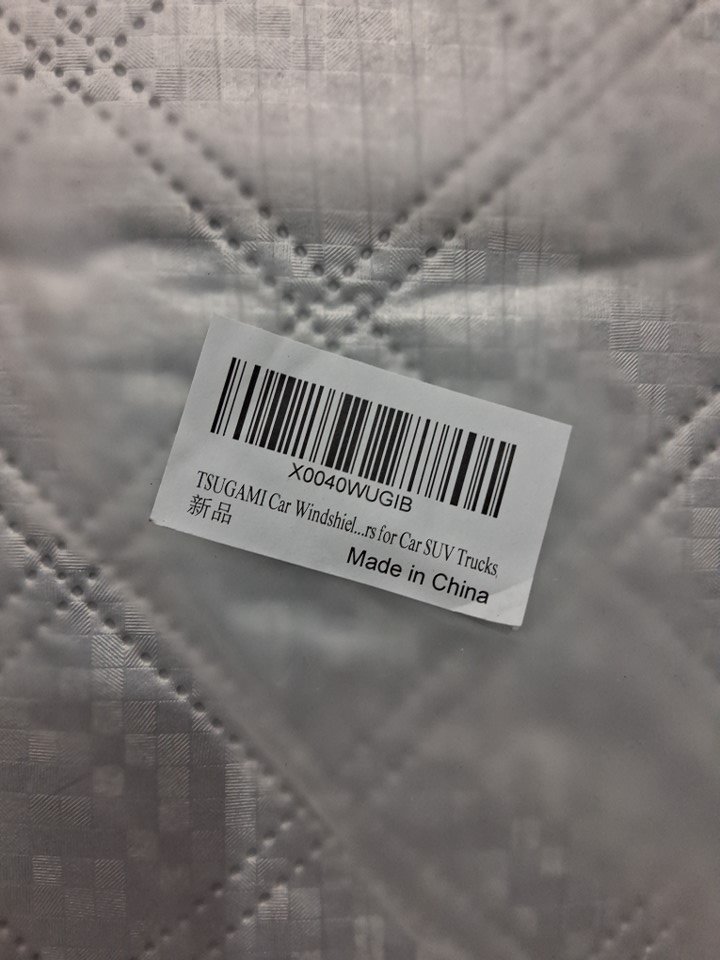 X0040WUGIB
TSUGAMI Car Windshiel...rs for Car SUV Trucks,
新品
Made in China